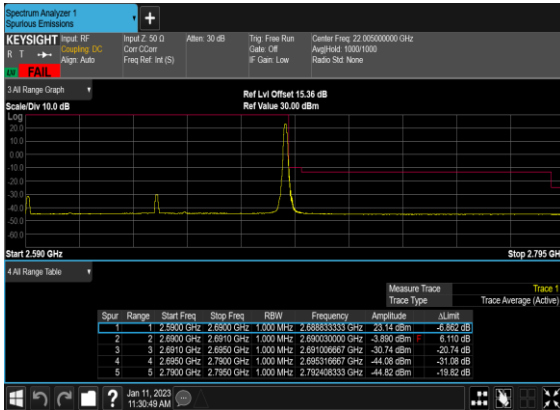 Spectrum Analyzer 1
Spurious Emissions
KEYSIGHT Input: RF Input Z: 50 Ω Atten: 30 dB Trig: Free Run Center Freq: 22.005000000 GHz
R T Coupling: DC Corr CCorr Gate: Off Avg|Hold: 1000/1000
Align: Auto Freq Ref: Int (S) IF Gain: Low Radio Std: None
LW FAIL
3 All Range Graph
Ref Lvl Offset 15.36 dB
Scale/Div 10.0 dB Ref Value 30.00 dBm
Log
20.0
10.0
0.00
-10.0
-20.0
-30.0
-40.0
-50.0
-60.0
Start 2.590 GHz Stop 2.795 GH
4 All Range Table
Measure Trace Trace 1
Trace Type Trace Average (Active)
Spur Range Start Freq Stop Freq RBW Frequency Amplitude ΔLimit
1 1 2.5900 GHz 2.6900 GHz 1.000 MHz 2.688833333 GHz 23.14 dBm -6.862 dB
2 2 2.6900 GHz 2.6910 GHz 1.000 MHz 2.690030000 GHz -3.890 dBm F 6.110 dB
3 3 2.6910 GHz 2.6950 GHz 1.000 MHz 2.691006667 GHz -30.74 dBm -20.74 dB
4 4 2.6950 GHz 2.7900 GHz 1.000 MHz 2.695316667 GHz -44.08 dBm -31.08 dB
5 5 2.7900 GHz 2.7950 GHz 1.000 MHz 2.792408333 GHz -44.82 dBm -19.82 dB
Jan 11, 2023
11:30:49 AM